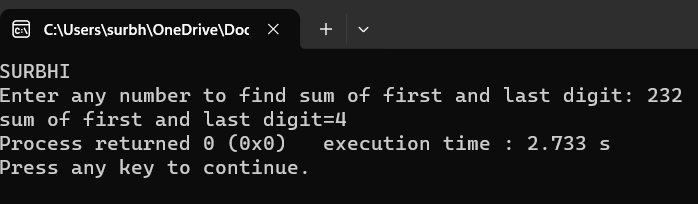 C:\Users\surbh\OneDrive\Doc
SURBHI
Enter any number to find sum of first and last digit: 232
sum of first and last digit=4
Process returned 0 (0x0)   execution time : 2.733 s
Press any key to continue.